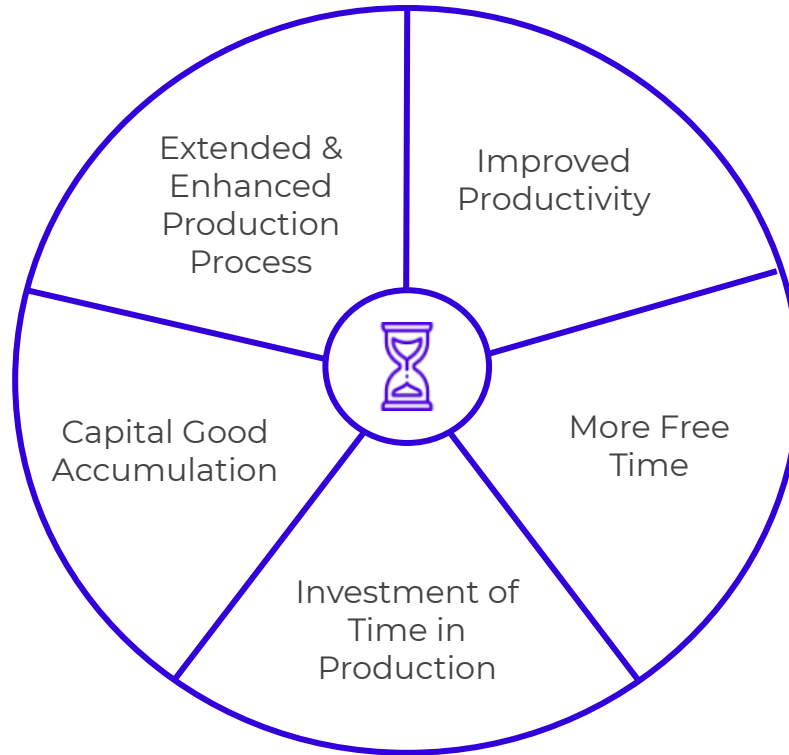 Extended &
Enhanced
Production
Process
Improved
Productivity
More Free
Time
Investment of
Time in
Production
Capital Good
Accumulation